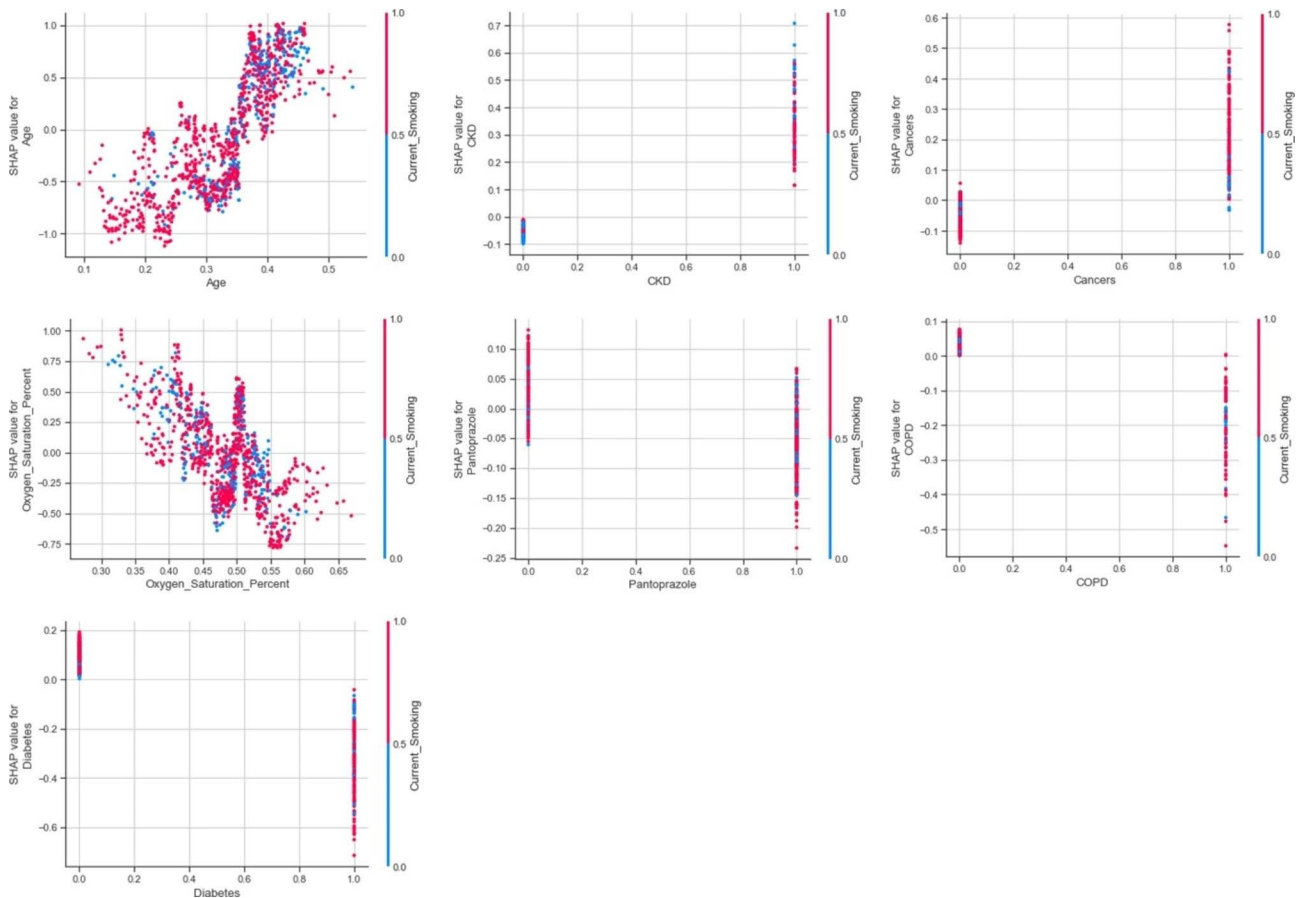 1.0
1.0
0.5
0.0
−0.5
−1.0
SHAP value for
Age
0.1 0.2 0.3 0.4 0.5
Age
1.0
0.5
0.0
Current_Smoking
0.7
0.6
0.5
0.4
0.3
0.2
0.1
0.0
−0.1
SHAP value for
CKD
0.0 0.2 0.4 0.6 0.8 1.0
CKD
1.0
0.5
0.0
Current_Smoking
0.6
0.5
0.4
0.3
0.2
0.1
0.0
−0.1
SHAP value for
Cancers
0.0 0.2 0.4 0.6 0.8 1.0
Cancers
0.5
0.0
Current_Smoking
1.00
0.75
0.50
0.25
0.00
−0.25
−0.50
−0.75
SHAP value for
Oxygen_Saturation_Percent
0.30 0.35 0.40 0.45 0.50 0.55 0.60 0.65
Oxygen_Saturation_Percent
1.0
0.5
0.0
Current_Smoking
0.10
0.05
0.00
−0.05
−0.10
−0.15
−0.20
−0.25
SHAP value for
Pantoprazole
0.0 0.2 0.4 0.6 0.8 1.0
Pantoprazole
1.0
0.5
0.0
Current_Smoking
0.1
0.0
−0.1
−0.2
−0.3
−0.4
−0.5
SHAP value for
COPD
0.0 0.2 0.4 0.6 0.8 1.0
COPD
1.0
0.5
0.0
Current_Smoking
0.2
0.0
−0.2
−0.4
−0.6
SHAP value for
Diabetes
0.0 0.2 0.4 0.6 0.8 1.0
Diabetes
1.0
0.5
0.0
Current_Smoking